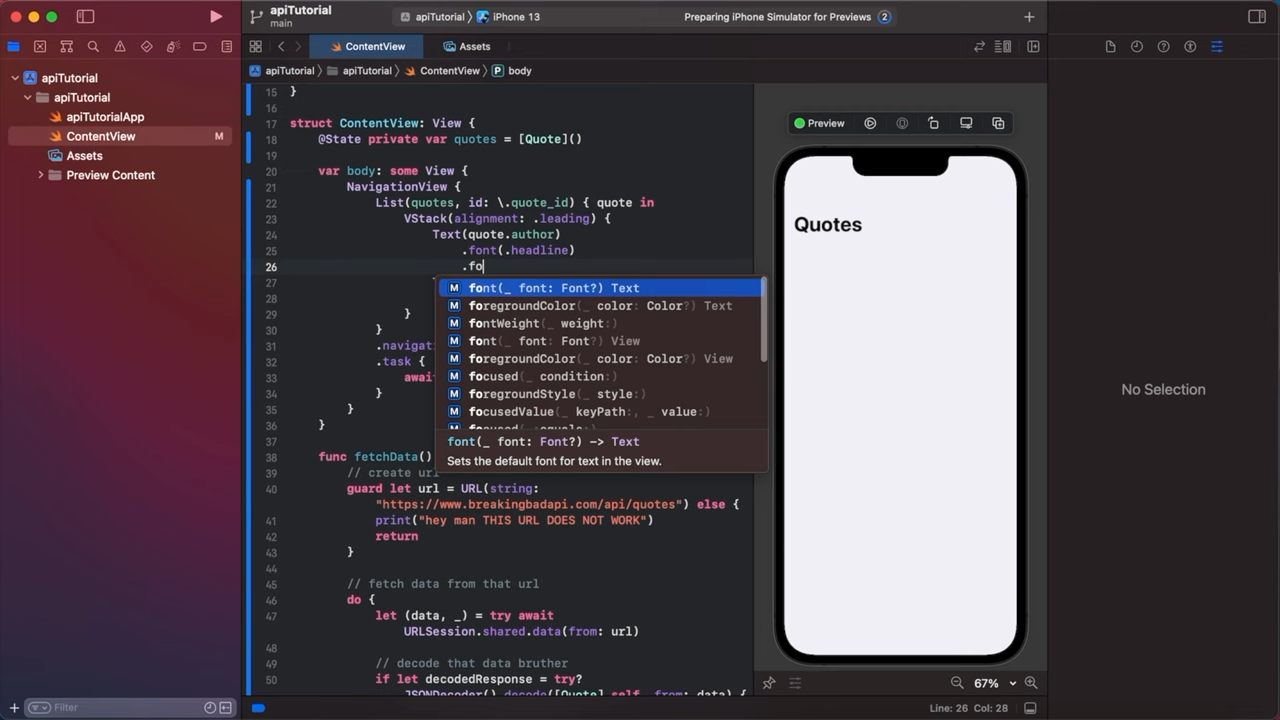 apiTutorial
main
apiTutorial
iPhone 13
Preparing iPhone Simulator for Previews
2
ContentView
Assets
apiTutorial
apiTutorial
ContentView
P
body
apiTutorial
apiTutorial
apiTutorialApp
ContentView
M
Assets
Preview Content
15 }
16
17 struct ContentView: View {
18 @State private var quotes = [Quote]()
19
20 var body: some View {
21 NavigationView {
22 List(quotes, id: \.quote_id) { quote in
23 VStack(alignment: .leading) {
24 Text(quote.author)
25 .font(.headline)
26 .fo
27
28
29 }
30 }
31 .navigat
32 .task {
33 await
34 }
35 }
36 }
37
38 func fetchData()
39 // create url
40 guard let url = URL(string:
"https://www.breakingbadapi.com/api/quotes") else {
41 print("hey man THIS URL DOES NOT WORK")
42 return
43 }
44
45 // fetch data from that url
46 do {
47 let (data, _) = try await
URLSession.shared.data(from: url)
48
49 // decode that data bruther
50 if let decodedResponse = try?
JSONDecoder().decode([Quote].self, from: data) {
M font(_ font: Font?) Text
M foregroundColor(_ color: Color?) Text
M fontWeight(_ weight:)
M font(_ font: Font?) View
M foregroundColor(_ color: Color?) View
M focused(_ condition:)
M foregroundStyle(_ style:)
M focusedValue(_ keyPath:, _ value:)
M focused(_:equals:)
font(_ font: Font?) -> Text
Sets the default font for text in the view.
Preview
Quotes
No Selection
Filter
67%
Line: 26 Col: 28